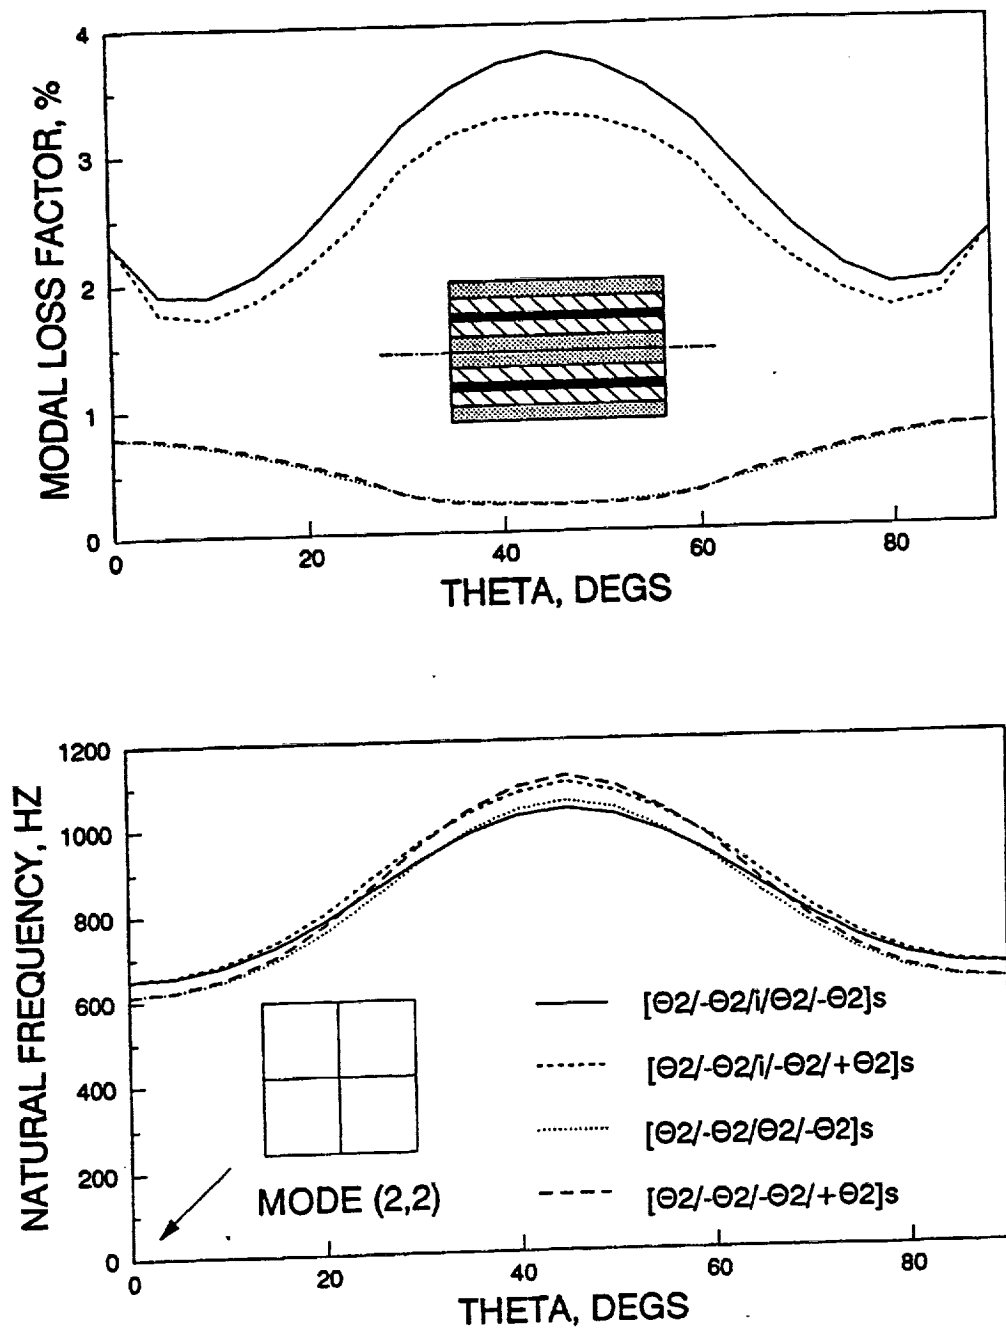 4
3
2
1
0
MODAL LOSS FACTOR, %
0
20
40
60
80
THETA, DEGS
1200
1000
800
600
400
200
0
NATURAL FREQUENCY, HZ
[Θ2/-Θ2/i/Θ2/-Θ2]s
[Θ2/-Θ2/i/-Θ2/+Θ2]s
[Θ2/-Θ2/Θ2/-Θ2]s
[Θ2/-Θ2/-Θ2/+Θ2]s
MODE (2,2)
0
20
40
60
80
THETA, DEGS